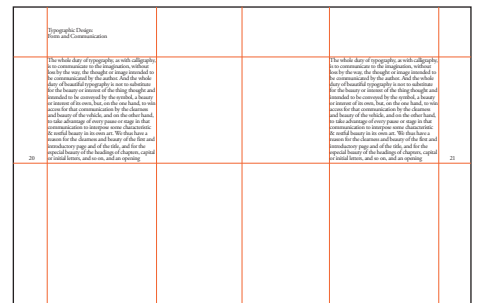 Typographic Design:
Form and Communication
The whole duty of typography, as with calligraphy,
is to communicate to the imagination, without
loss by the way, the thought or image intended to
be communicated by the author. And the whole
duty of beautiful typography is not to substitute
for the beauty or interest of the thing thought and
intended to be conveyed by the symbol, a beauty
or interest of its own, but, on the one hand, to win
access for that communication by the clearness
and beauty of the vehicle, and on the other hand,
to take advantage of every pause or stage in that
communication to interpose some characteristic
& restful beauty in its own art. We thus have a
reason for the clearness and beauty of the first and
introductory page and of the title, and for the
especial beauty of the headings of chapters, capital
or initial letters, and so on, and an opening
20
The whole duty of typography, as with calligraphy,
is to communicate to the imagination, without
loss by the way, the thought or image intended to
be communicated by the author. And the whole
duty of beautiful typography is not to substitute
for the beauty or interest of the thing thought and
intended to be conveyed by the symbol, a beauty
or interest of its own, but, on the one hand, to win
access for that communication by the clearness
and beauty of the vehicle, and on the other hand,
to take advantage of every pause or stage in that
communication to interpose some characteristic
& restful beauty in its own art. We thus have a
reason for the clearness and beauty of the first and
introductory page and of the title, and for the
especial beauty of the headings of chapters, capital
or initial letters, and so on, and an opening
21